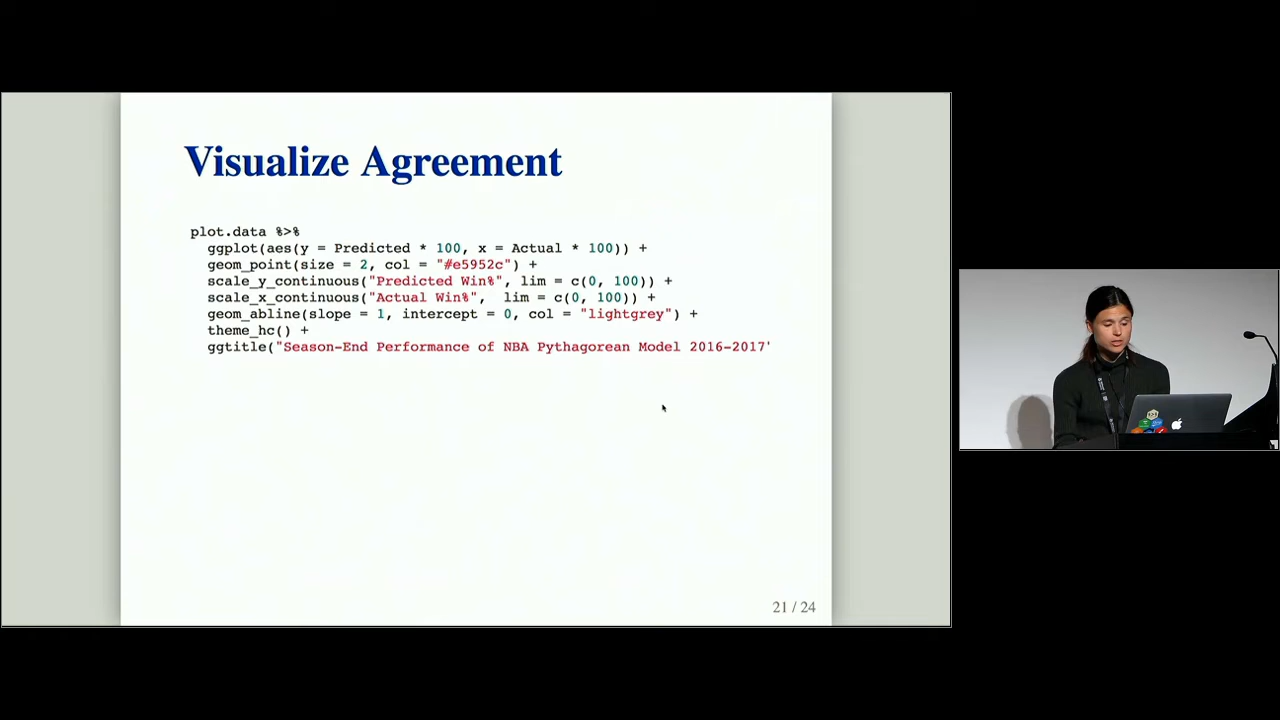 Visualize Agreement
plot.data %>%
ggplot(aes(y = Predicted * 100, x = Actual * 100)) +
geom_point(size = 2, col = "#e5952c") +
scale_y_continuous("Predicted Win%", lim = c(0, 100)) +
scale_x_continuous("Actual Win%",  lim = c(0, 100)) +
geom_abline(slope = 1, intercept = 0, col = "lightgrey") +
theme_hc() +
ggtitle("Season-End Performance of NBA Pythagorean Model 2016-2017'
21 / 24